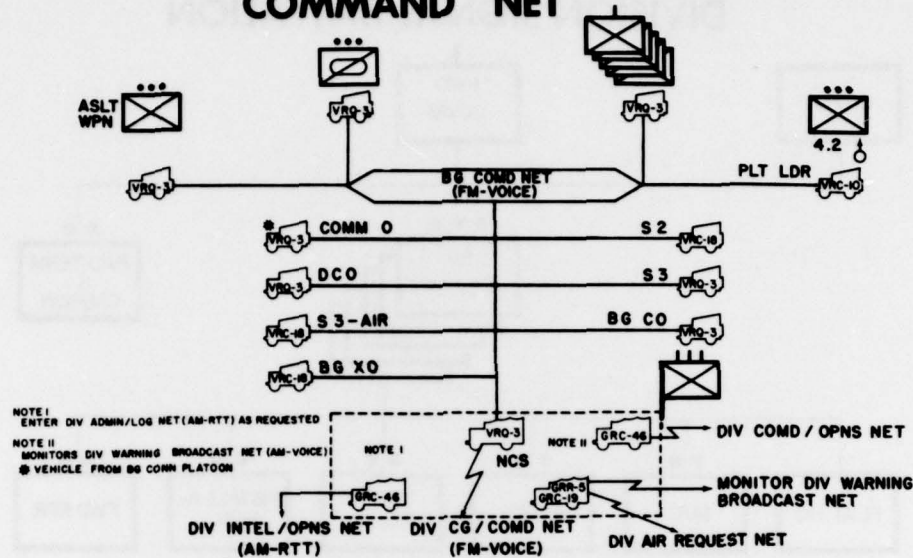 COMMAND NET
ASLT
WPN
VRQ-3
VRQ-3
4.2
VRQ-3
BG COMD NET
(FM-VOICE)
PLT LDR
VRC-10
* VRQ-3 COMM O
S2 VRC-18
VRQ-3 DCO
S3 VRQ-3
VRC-18 S3-AIR
BG CO VRQ-3
VRC-18 BG XO
NOTE I
ENTER DIV ADMIN/LOG NET (AM-RTT) AS REQUESTED
NOTE II
MONITORS DIV WARNING BROADCAST NET (AM-VOICE)
* VEHICLE FROM BG CONN PLATOON
NOTE I
VRQ-3
NCS
NOTE II
GRC-46
DIV COMD / OPNS NET
GRC-46
GRR-5
GRC-19
MONITOR DIV WARNING
BROADCAST NET
DIV INTEL/OPNS NET
(AM-RTT)
DIV CG/COMD NET
(FM-VOICE)
DIV AIR REQUEST NET